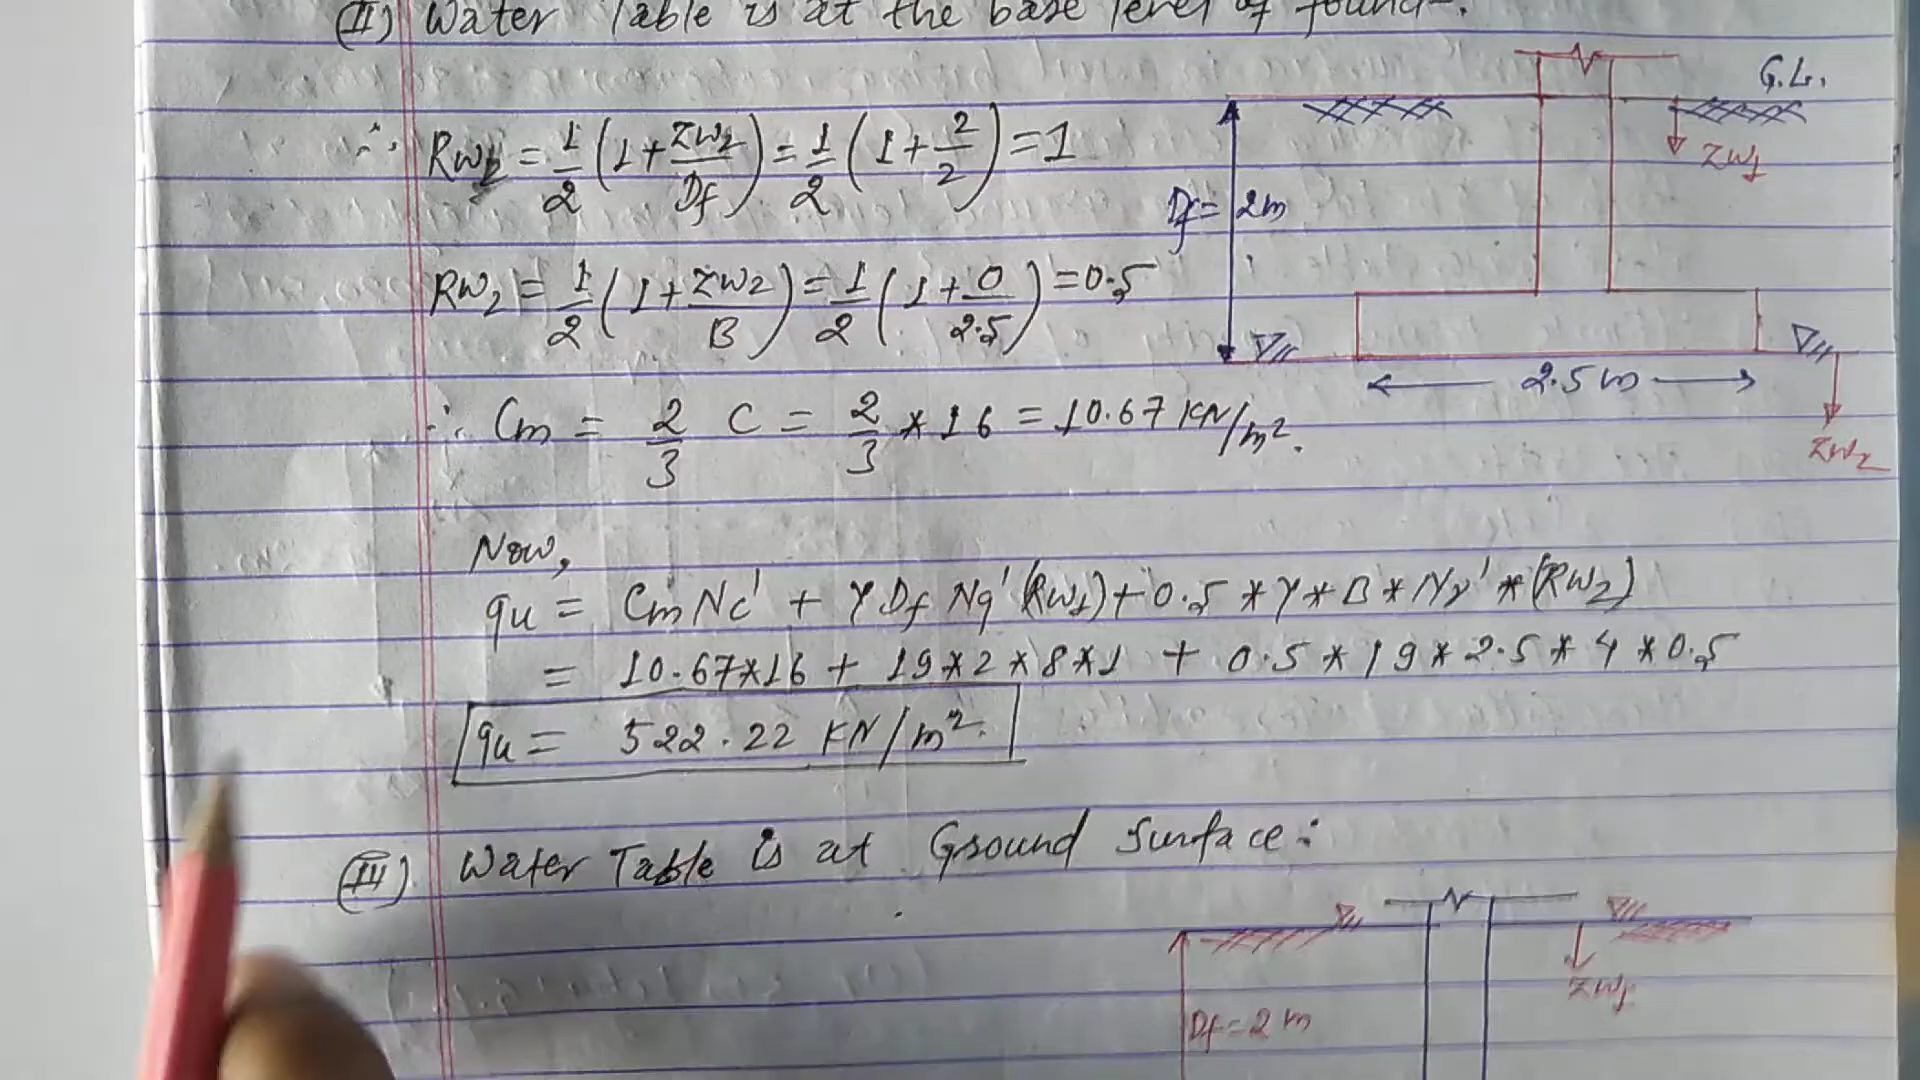 (II) Water Table is at the base level of found-.
G.L.
∴ Rw1 = 1/2 (1 + Zw1/Df) = 1/2 (1 + 2/2) = 1
Zw1
Df = 2m
Rw2 = 1/2 (1 + Zw2/B) = 1/2 (1 + 0/2.5) = 0.5
2.5 m
Zw2
∴ Cm = 2/3 C = 2/3 * 16 = 10.67 KN/m².
Now,
qu = Cm Nc' + γ Df Nq' (Rw1) + 0.5 * γ * B * Nγ' * (Rw2)
= 10.67*16 + 19*2*8*1 + 0.5*19*2.5*4*0.5
qu = 522.22 KN/m².
(III). Water Table is at Ground Surface:
Zw1
Df = 2 m